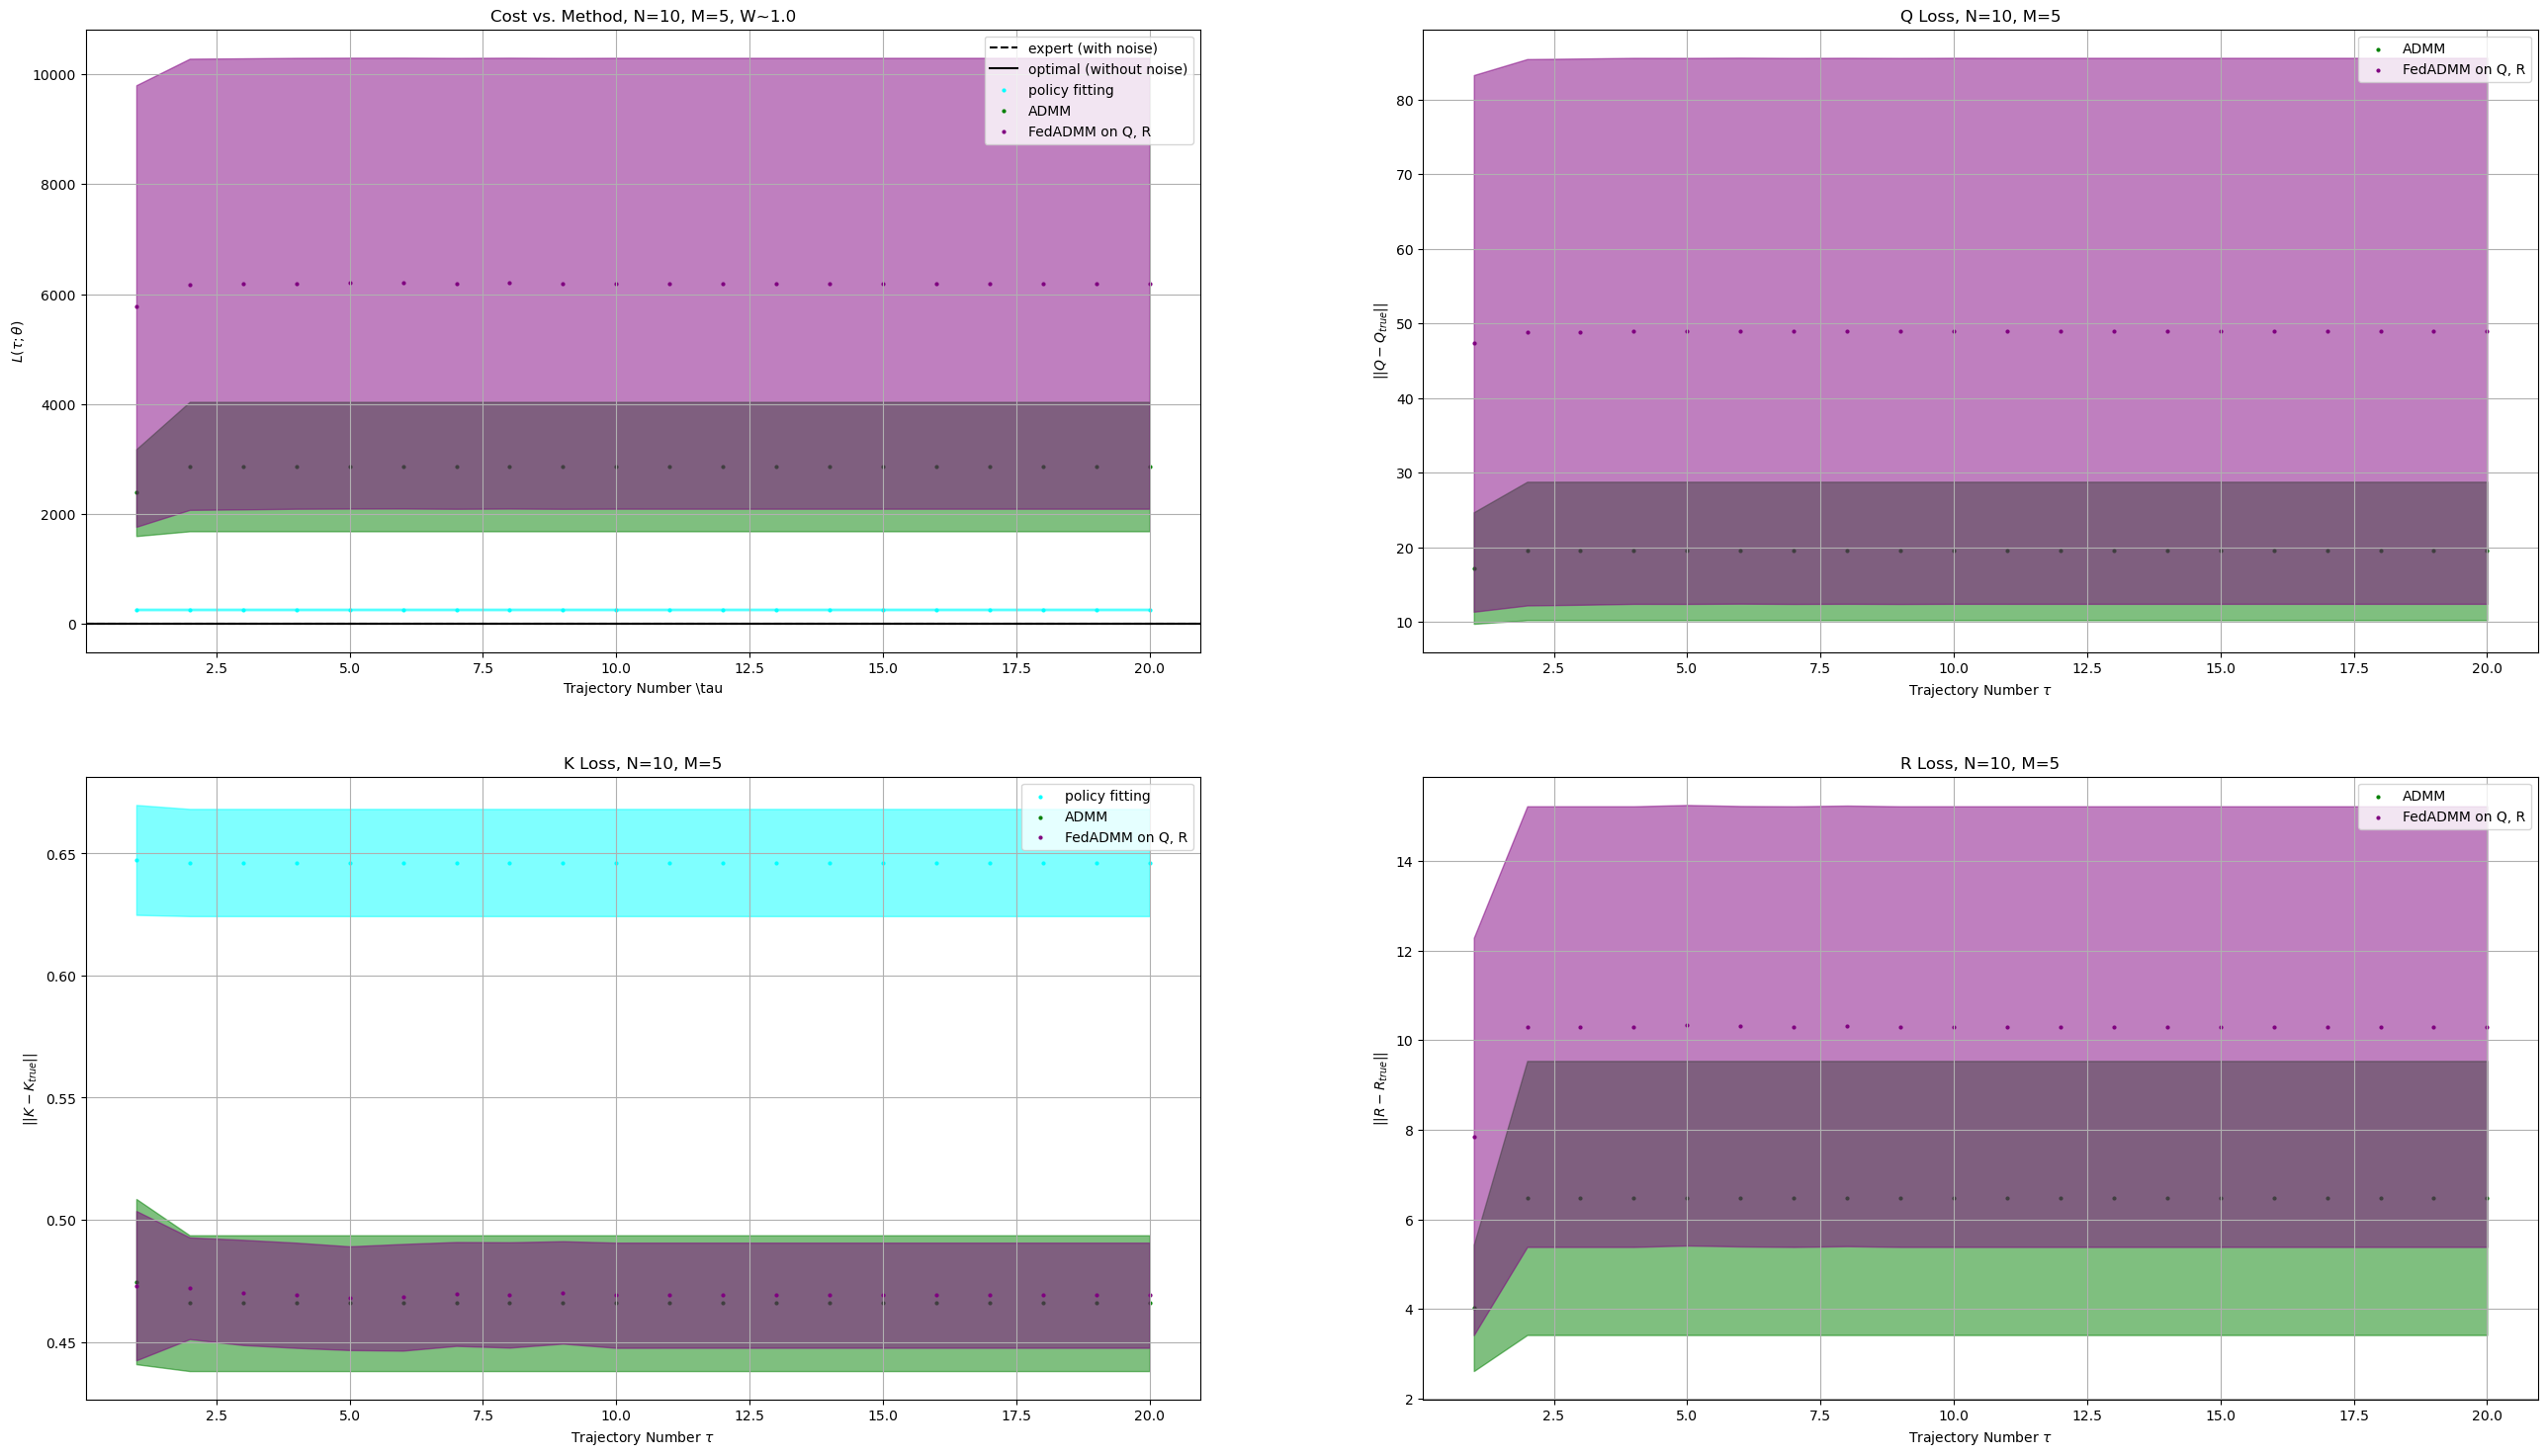 Cost vs. Method, N=10, M=5, W~1.0
10000
8000
6000
4000
2000
0
L(τ; θ)
expert (with noise)
optimal (without noise)
policy fitting
ADMM
FedADMM on Q, R
2.5 5.0 7.5 10.0 12.5 15.0 17.5 20.0
Trajectory Number \tau
Q Loss, N=10, M=5
80
70
60
50
40
30
20
10
||Q − Q_{true}||
ADMM
FedADMM on Q, R
2.5 5.0 7.5 10.0 12.5 15.0 17.5 20.0
Trajectory Number τ
K Loss, N=10, M=5
0.65
0.60
0.55
0.50
0.45
||K − K_{true}||
policy fitting
ADMM
FedADMM on Q, R
2.5 5.0 7.5 10.0 12.5 15.0 17.5 20.0
Trajectory Number τ
R Loss, N=10, M=5
14
12
10
8
6
4
2
||R − R_{true}||
ADMM
FedADMM on Q, R
2.5 5.0 7.5 10.0 12.5 15.0 17.5 20.0
Trajectory Number τ